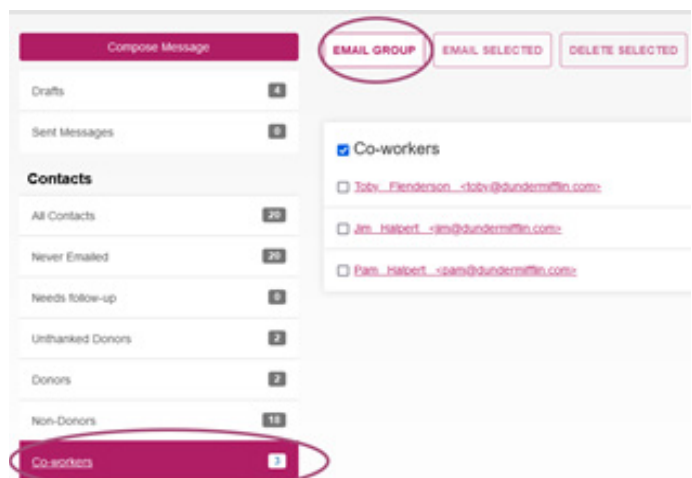 Compose Message
Drafts 4
Sent Messages 0
Contacts
All Contacts 20
Never Emailed 20
Needs follow-up 0
Unthanked Donors 2
Donors 2
Non-Donors 18
Co-workers 3
EMAIL GROUP EMAIL SELECTED DELETE SELECTED
Co-workers
Toby Flenderson <toby@dundermifflin.com>
Jim Halpert <jim@dundermifflin.com>
Pam Halpert <pam@dundermifflin.com>